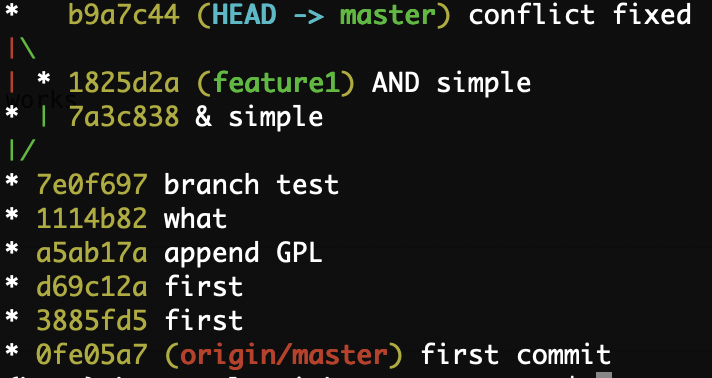 *   b9a7c44 (HEAD -> master) conflict fixed
|\
| * 1825d2a (feature1) AND simple
* | 7a3c838 & simple
|/
* 7e0f697 branch test
* 1114b82 what
* a5ab17a append GPL
* d69c12a first
* 3885fd5 first
* 0fe05a7 (origin/master) first commit